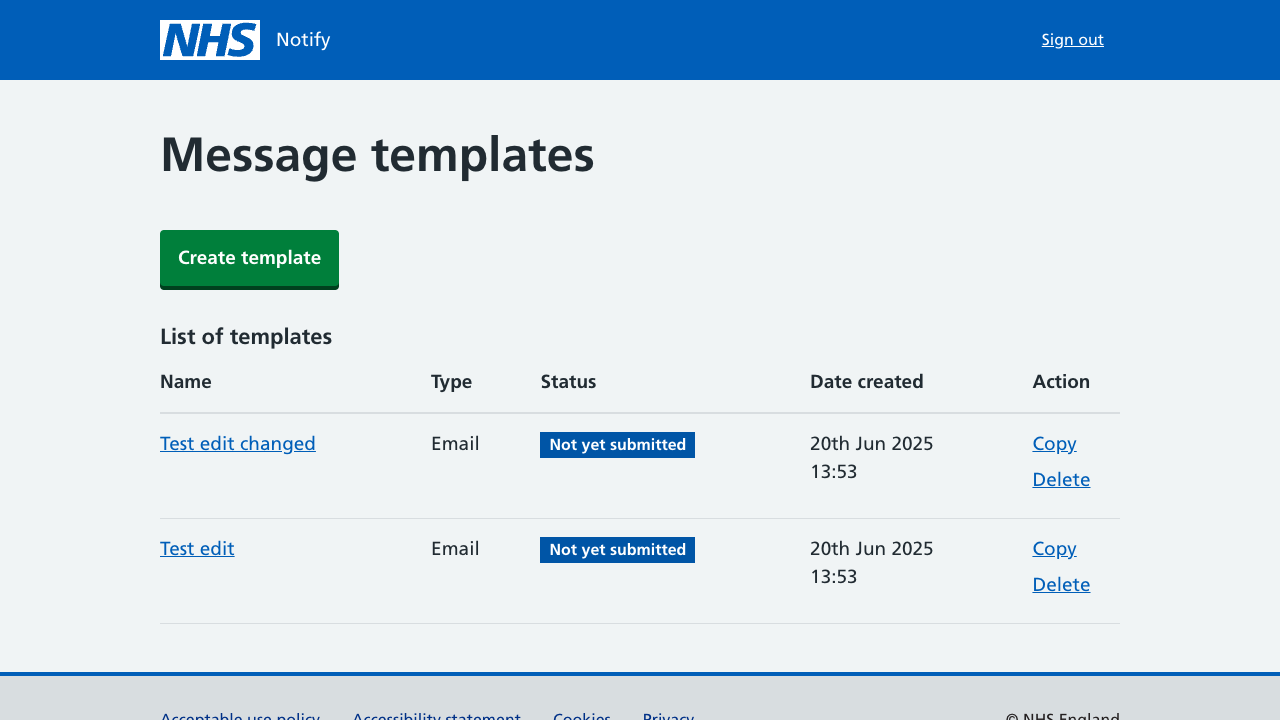 NHS Notify Sign out
Message templates
Create template
List of templates
Name Type Status Date created Action
Test edit changed Email Not yet submitted 20th Jun 2025 Copy
13:53
Delete
Test edit Email Not yet submitted 20th Jun 2025 Copy
13:53
Delete
Acceptable use policy Accessibility statement Cookies Privacy © NHS England